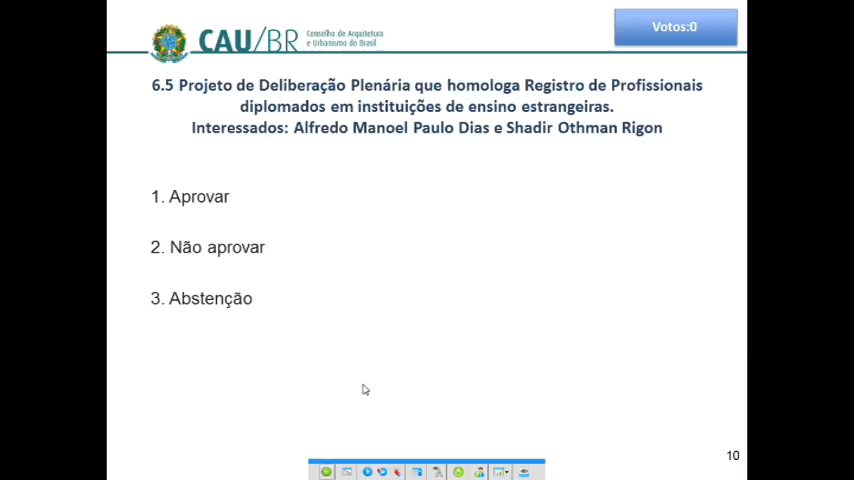 CAU/BR
Conselho de Arquitetura
e Urbanismo do Brasil
Votos:0
6.5 Projeto de Deliberação Plenária que homologa Registro de Profissionais
diplomados em instituições de ensino estrangeiras.
Interessados: Alfredo Manoel Paulo Dias e Shadir Othman Rigon
1. Aprovar
2. Não aprovar
3. Abstenção
10